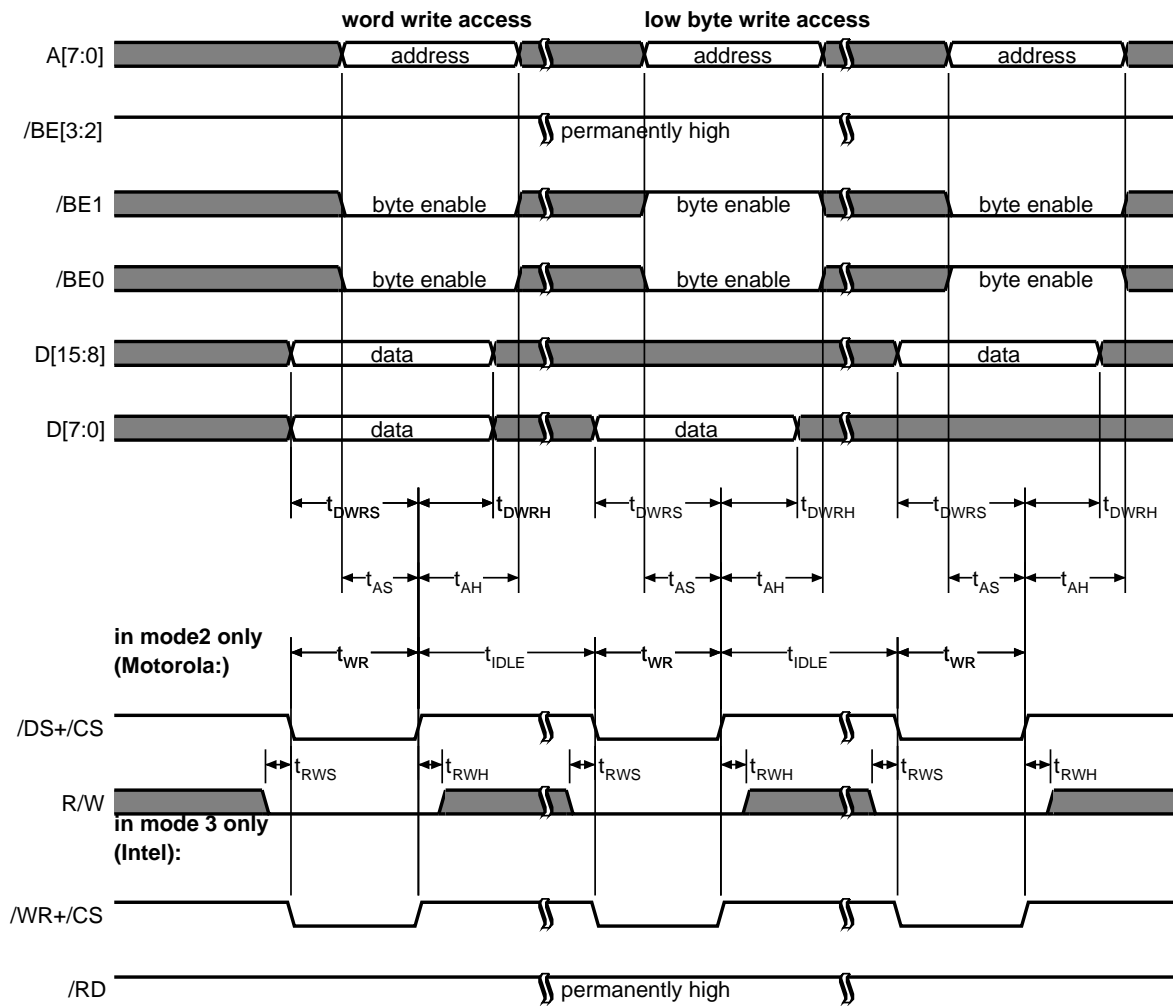 word write access low byte write access
A[7:0] address address address
/BE[3:2] permanently high
/BE1 byte enable byte enable byte enable
/BE0 byte enable byte enable byte enable
D[15:8] data data
D[7:0] data data
tDWRS tDWRH tDWRS tDWRH tDWRS tDWRH
tAS tAH tAS tAH tAS tAH
in mode2 only
(Motorola:)
tWR tIDLE tWR tIDLE tWR
/DS+/CS
tRWS tRWH tRWS tRWH tRWS tRWH
R/W
in mode 3 only
(Intel):
/WR+/CS
/RD permanently high